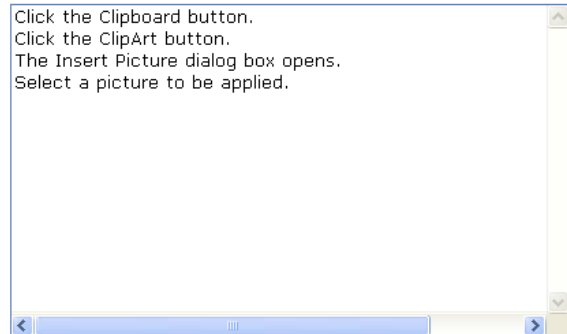 Click the Clipboard button.
Click the ClipArt button.
The Insert Picture dialog box opens.
Select a picture to be applied.